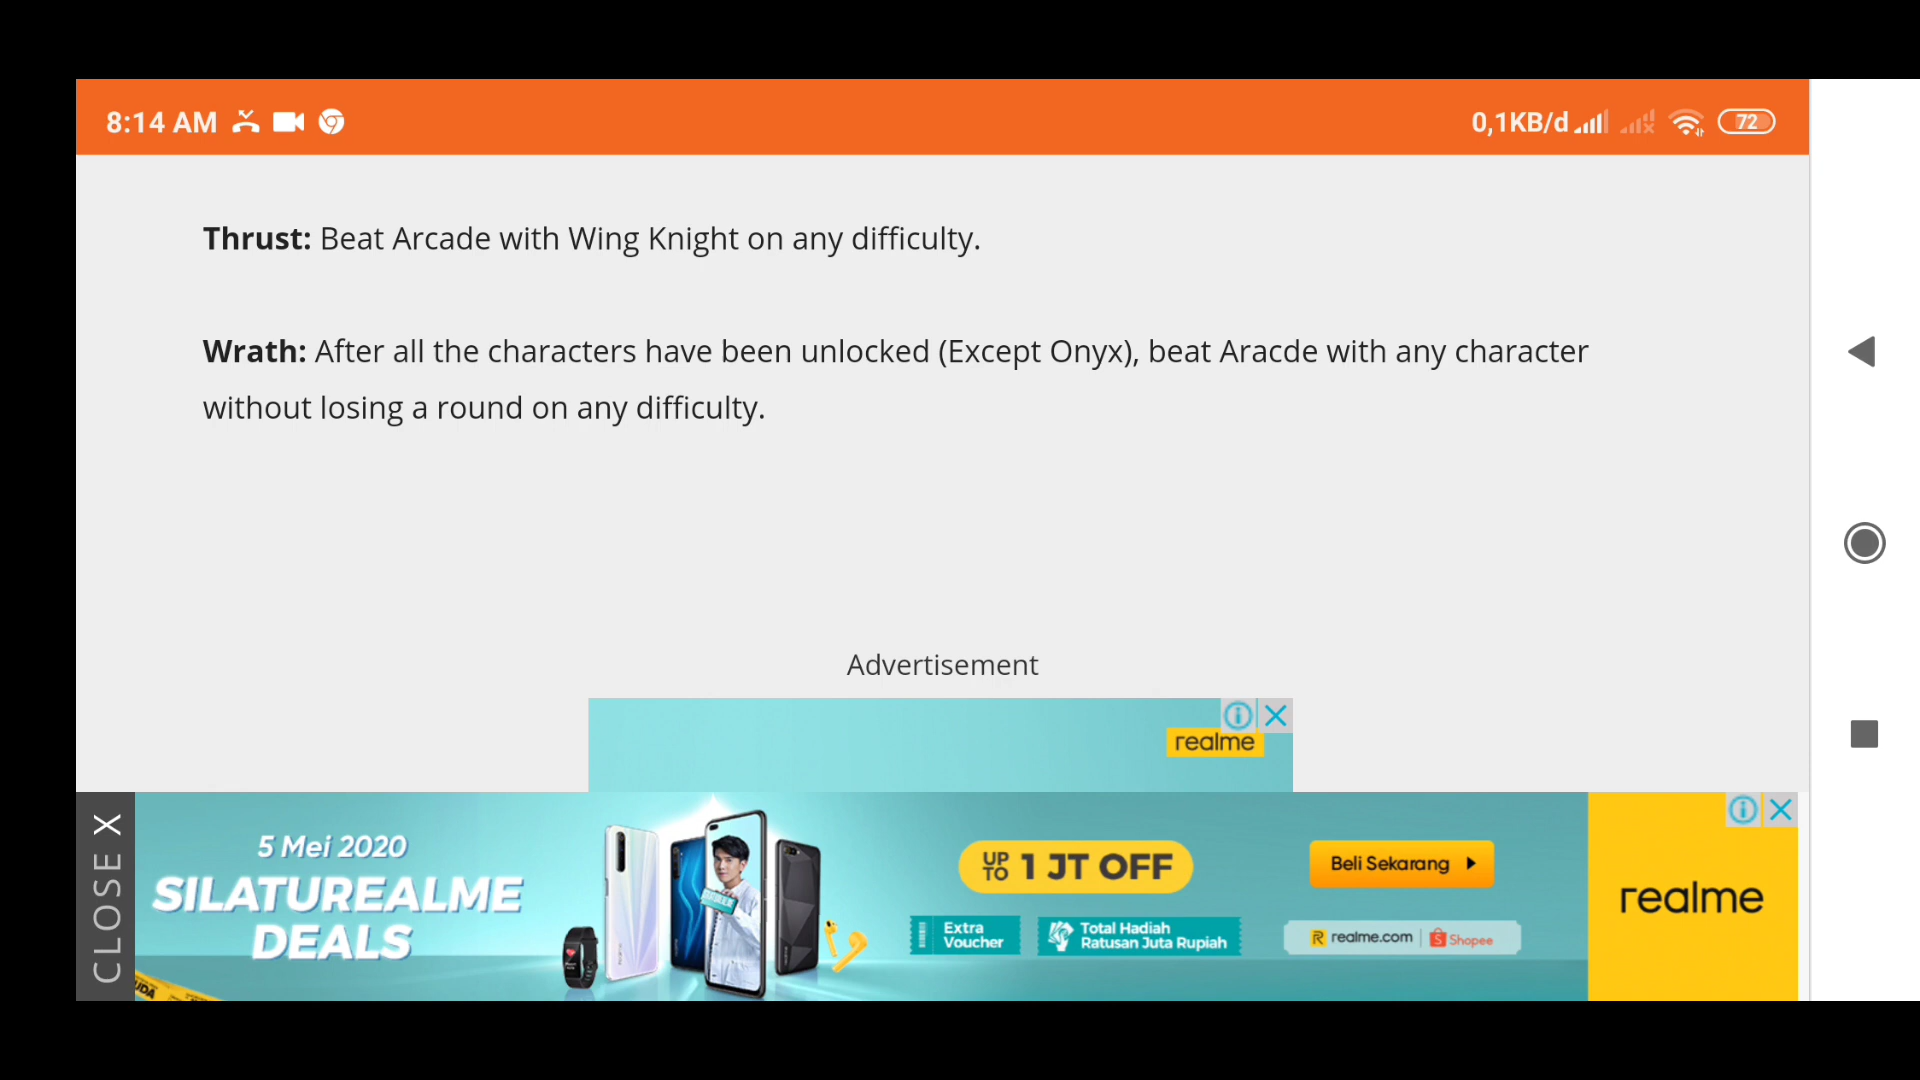 8:14 AM
0,1KB/d
72
Thrust: Beat Arcade with Wing Knight on any difficulty.
Wrath: After all the characters have been unlocked (Except Onyx), beat Aracde with any character
without losing a round on any difficulty.
Advertisement
realme
CLOSE X
5 Mei 2020
SILATUREALME
DEALS
UP TO 1 JT OFF
Extra
Voucher
Total Hadiah
Ratusan Juta Rupiah
Beli Sekarang
realme.com
Shopee
realme